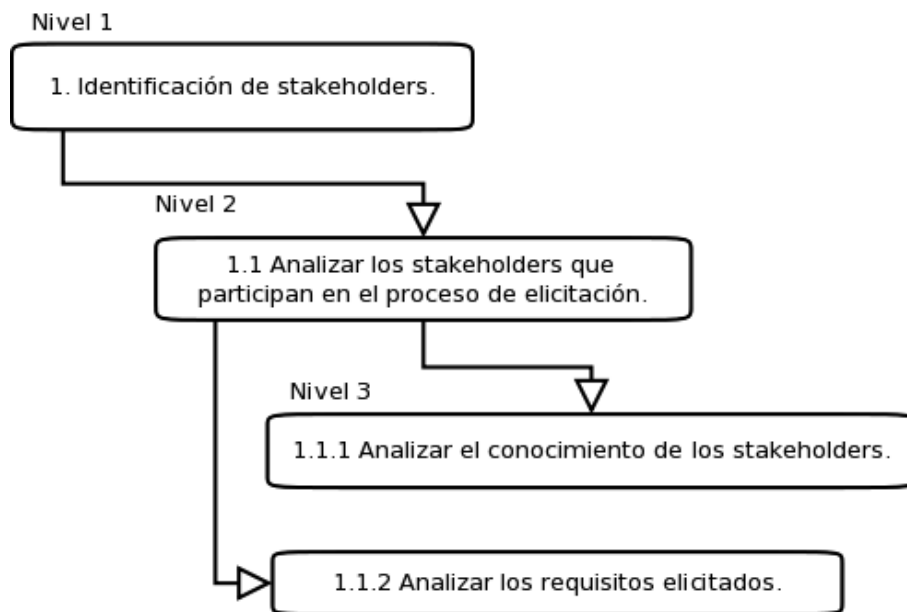 Nivel 1
1. Identificación de stakeholders.
Nivel 2
1.1 Analizar los stakeholders que
participan en el proceso de elicitación.
Nivel 3
1.1.1 Analizar el conocimiento de los stakeholders.
1.1.2 Analizar los requisitos elicitados.